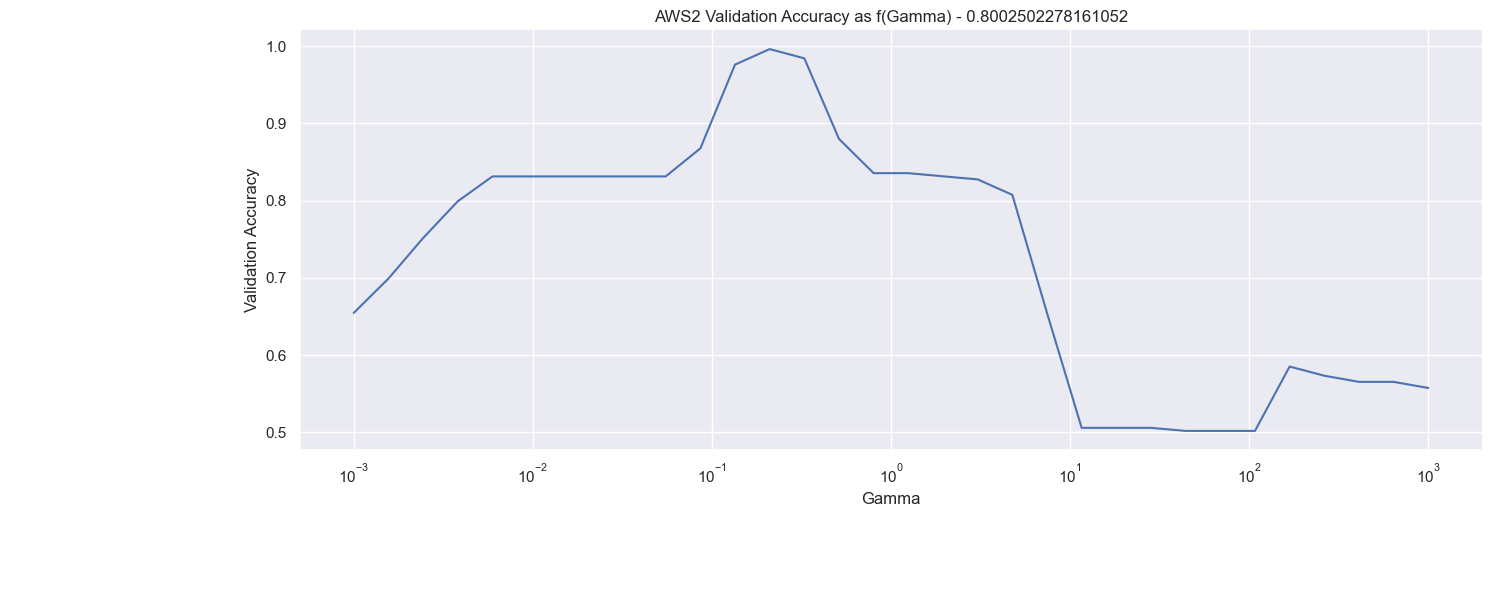 AWS2 Validation Accuracy as f(Gamma) - 0.8002502278161052
1.0
0.9
0.8
0.7
0.6
0.5
Validation Accuracy
10⁻³ 10⁻² 10⁻¹ 10⁰ 10¹ 10² 10³
Gamma